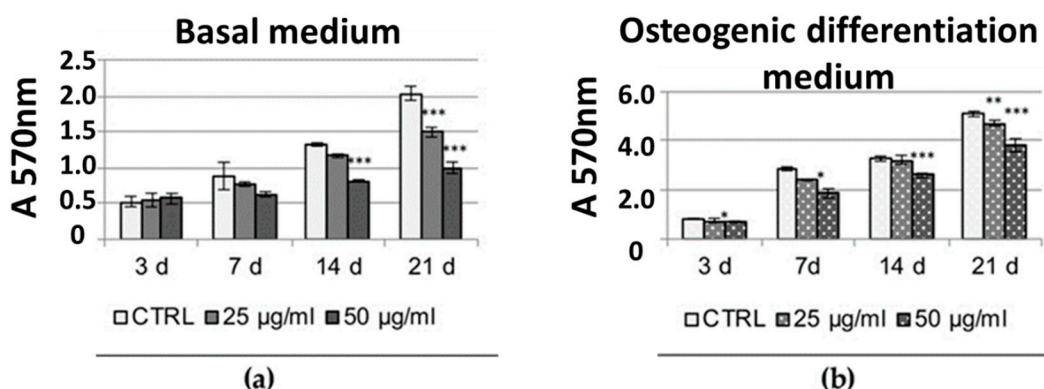 Basal medium
A 570nm
2.5
2.0
1.5
1.0
0.5
0
***
***
***
3 d 7 d 14 d 21 d
CTRL 25 µg/ml 50 µg/ml
(a)
Osteogenic differentiation
medium
A 570nm
6.0
4.0
2.0
0
*
*
***
**
***
3 d 7d 14 d 21 d
CTRL 25 µg/ml 50 µg/ml
(b)